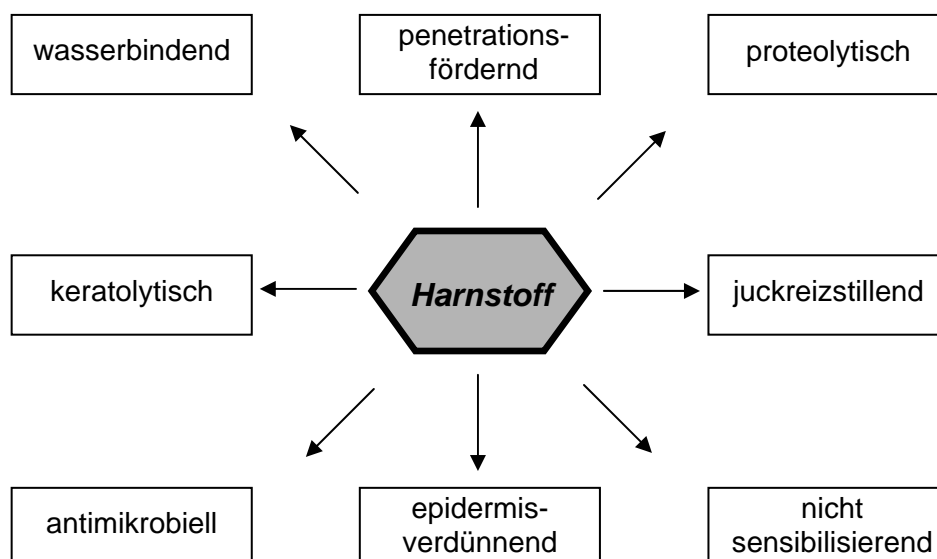 wasserbindend
penetrations-
fördernd
proteolytisch
keratolytisch
Harnstoff
juckreizstillend
antimikrobiell
epidermis-
verdünnend
nicht
sensibilisierend